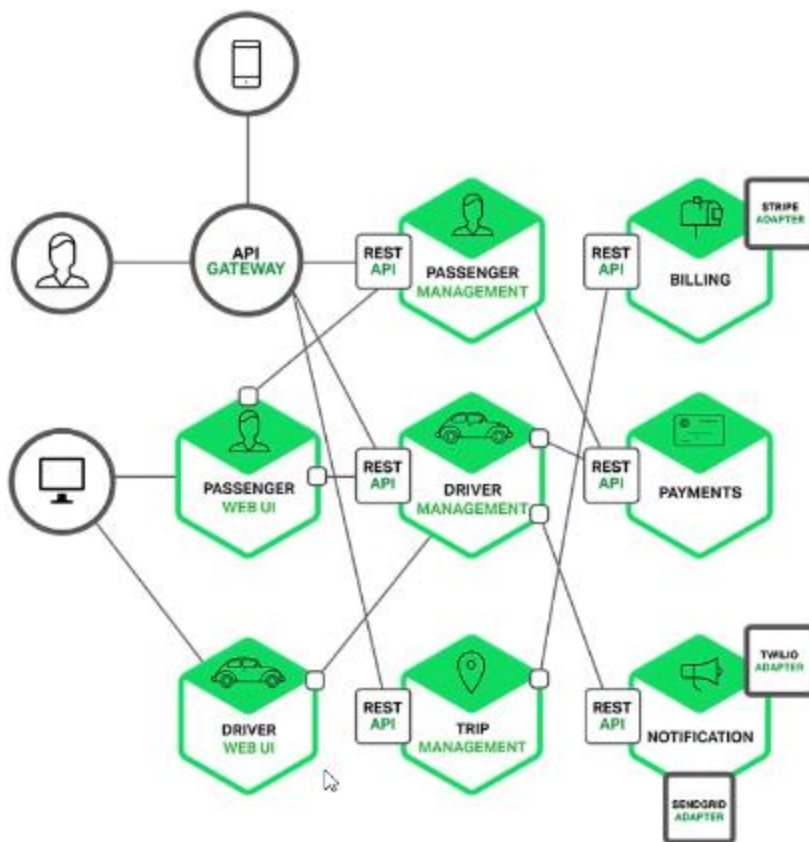 API
GATEWAY
REST
API
PASSENGER
MANAGEMENT
REST
API
BILLING
STRIPE
ADAPTER
PASSENGER
WEB UI
REST
API
DRIVER
MANAGEMENT
REST
API
PAYMENTS
DRIVER
WEB UI
REST
API
TRIP
MANAGEMENT
REST
API
NOTIFICATION
TWILIO
ADAPTER
SENDGRID
ADAPTER